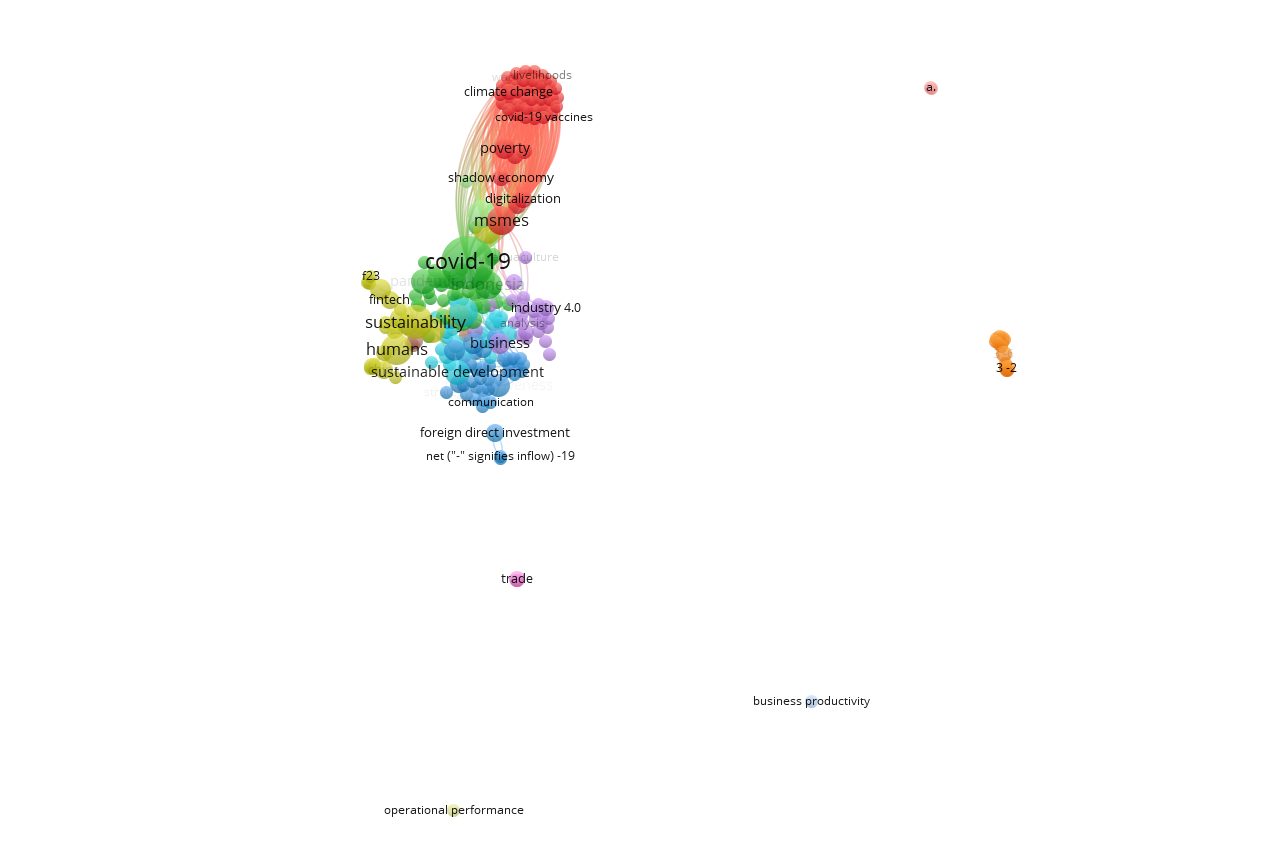 livelihoods
a.
climate change
covid-19 vaccines
poverty
shadow economy
digitalization
msmes
covid-19
f23
indonesia
fintech
industry 4.0
sustainability
analysis
business
humans
sustainable development
communication
foreign direct investment
net ("-" signifies inflow) -19
3 -2
trade
business productivity
operational performance